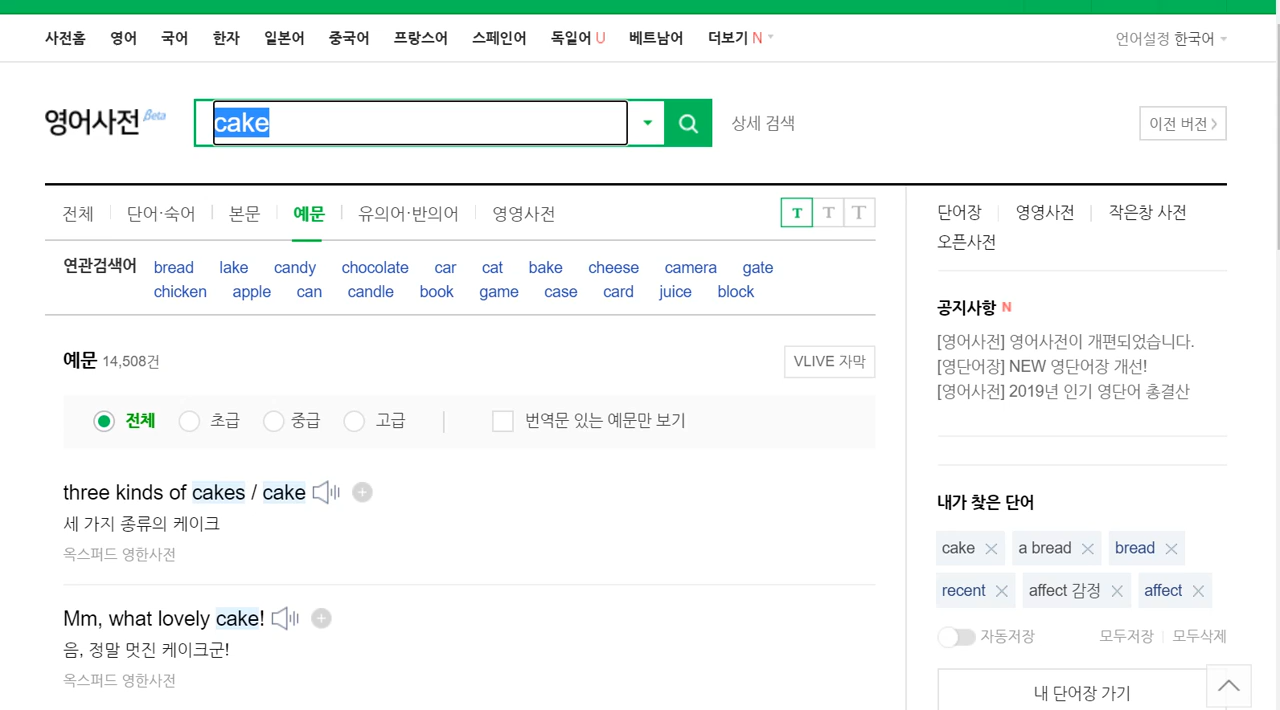 사전홈 영어 국어 한자 일본어 중국어 프랑스어 스페인어 독일어 U 베트남어 더보기 N 언어설정 한국어
영어사전 Beta cake 상세 검색 이전 버전
전체 단어·숙어 본문 예문 유의어·반의어 영영사전 T T T
연관검색어 bread lake candy chocolate car cat bake cheese camera gate
chicken apple can candle book game case card juice block
예문 14,508건 VLIVE 자막
전체 초급 중급 고급 번역문 있는 예문만 보기
three kinds of cakes / cake
세 가지 종류의 케이크
옥스퍼드 영한사전
Mm, what lovely cake!
음, 정말 멋진 케이크군!
옥스퍼드 영한사전
단어장 영영사전 작은창 사전
오픈사전
공지사항 N
[영어사전] 영어사전이 개편되었습니다.
[영단어장] NEW 영단어장 개선!
[영어사전] 2019년 인기 영단어 총결산
내가 찾은 단어
cake a bread bread
recent affect 감정 affect
자동저장 모두저장 모두삭제
내 단어장 가기